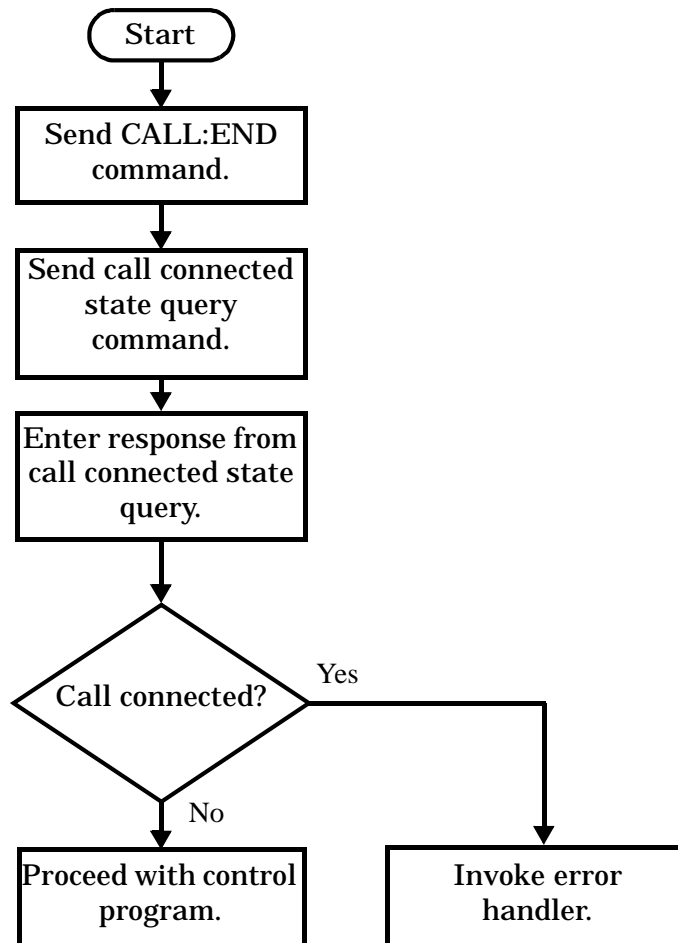 Start
Send CALL:END
command.
Send call connected
state query
command.
Enter response from
call connected state
query.
Call connected?
Yes
No
Proceed with control
program.
Invoke error
handler.